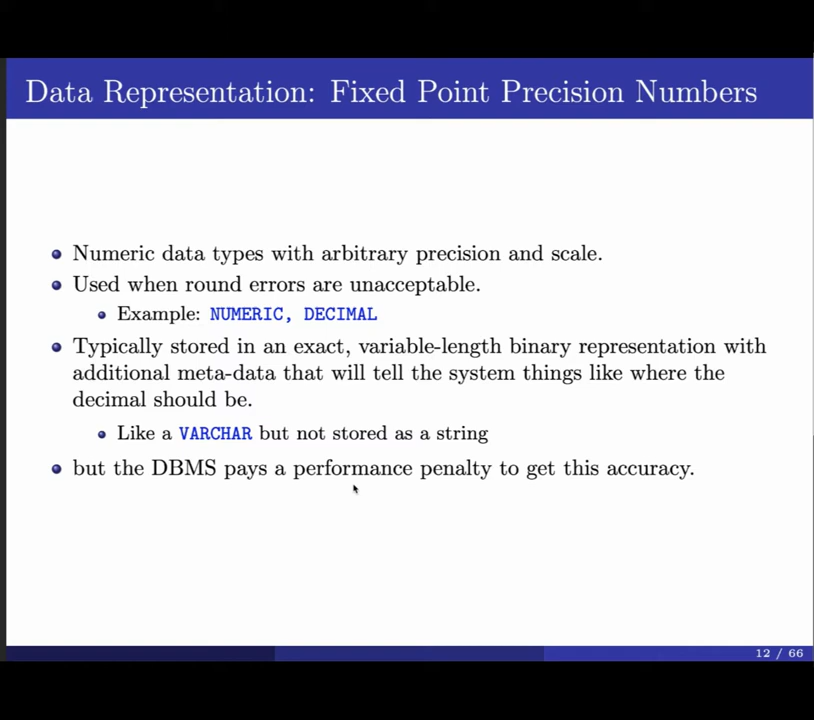 Data Representation: Fixed Point Precision Numbers
Numeric data types with arbitrary precision and scale.
Used when round errors are unacceptable.
Example: NUMERIC, DECIMAL
Typically stored in an exact, variable-length binary representation with
additional meta-data that will tell the system things like where the
decimal should be.
Like a VARCHAR but not stored as a string
but the DBMS pays a performance penalty to get this accuracy.
12 / 66